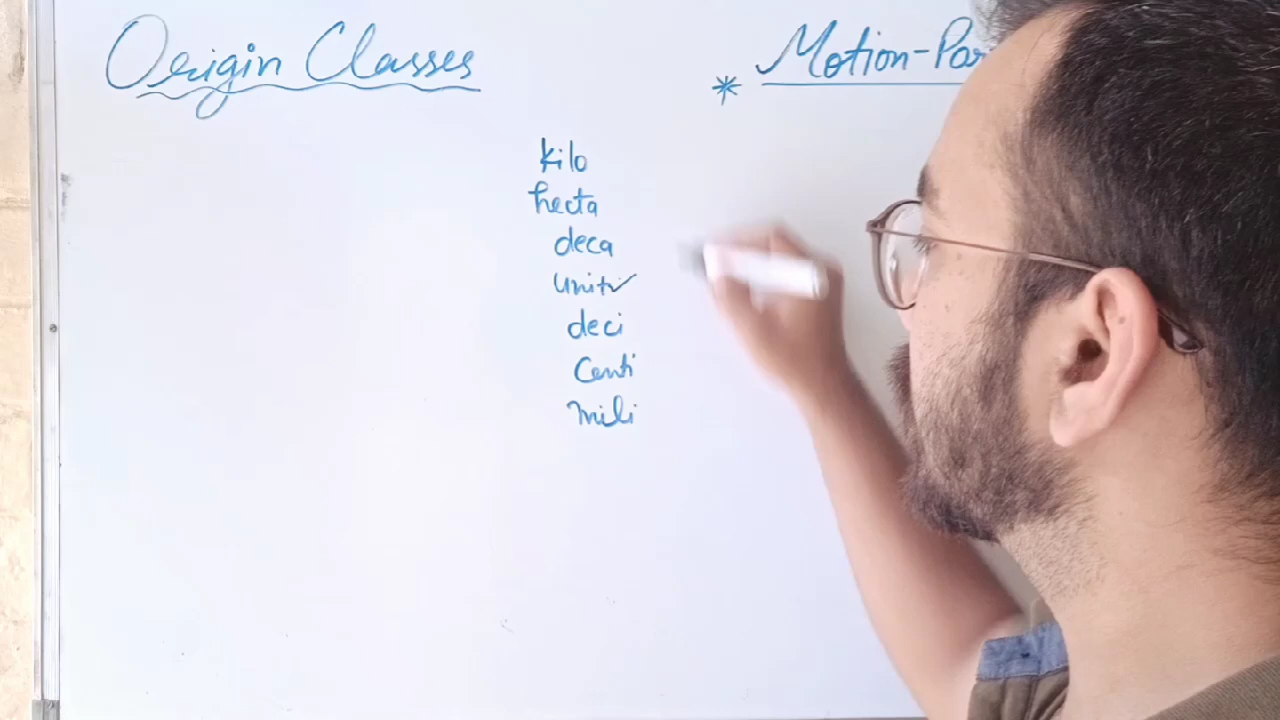 Origin Classes
* Motion-Par
kilo
hecta
deca
unit
deci
Centi
mili